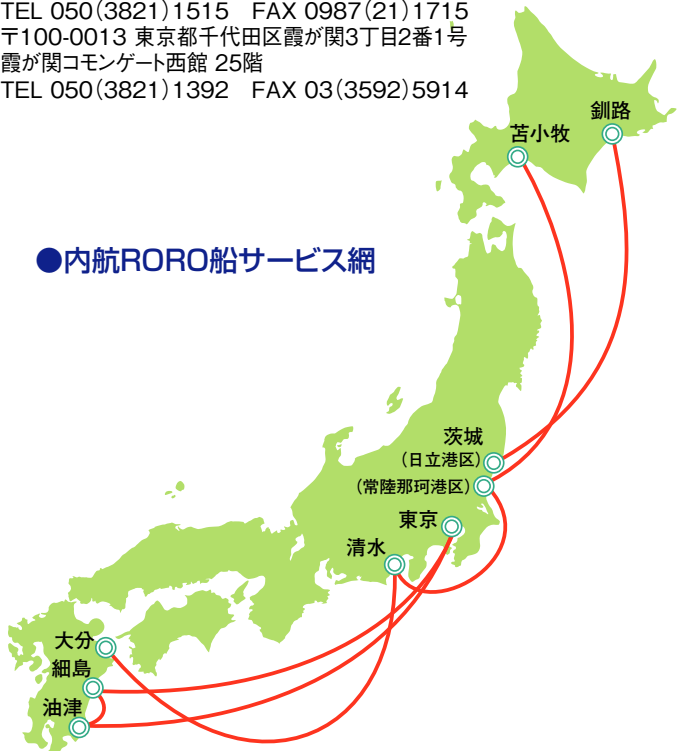 TEL 050(3821)1515 FAX 0987(21)1715
〒100-0013 東京都千代田区霞が関3丁目2番1号
霞が関コモンゲート西館 25階
TEL 050(3821)1392 FAX 03(3592)5914
釧路
苫小牧
●内航RORO船サービス網
茨城
(日立港区)
(常陸那珂港区)
東京
清水
大分
細島
油津